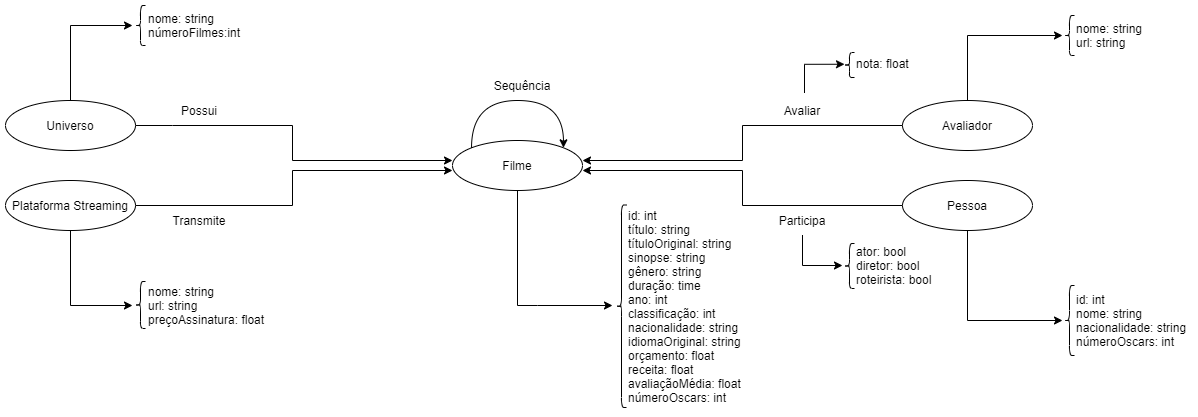 nome: string
númeroFilmes:int
Universo
Possui
Plataforma Streaming
Transmite
nome: string
url: string
preçoAssinatura: float
Sequência
Filme
id: int
título: string
títuloOriginal: string
sinopse: string
gênero: string
duração: time
ano: int
classificação: int
nacionalidade: string
idiomaOriginal: string
orçamento: float
receita: float
avaliaçãoMédia: float
númeroOscars: int
nota: float
Avaliar
nome: string
url: string
Avaliador
Participa
ator: bool
diretor: bool
roteirista: bool
Pessoa
id: int
nome: string
nacionalidade: string
númeroOscars: int